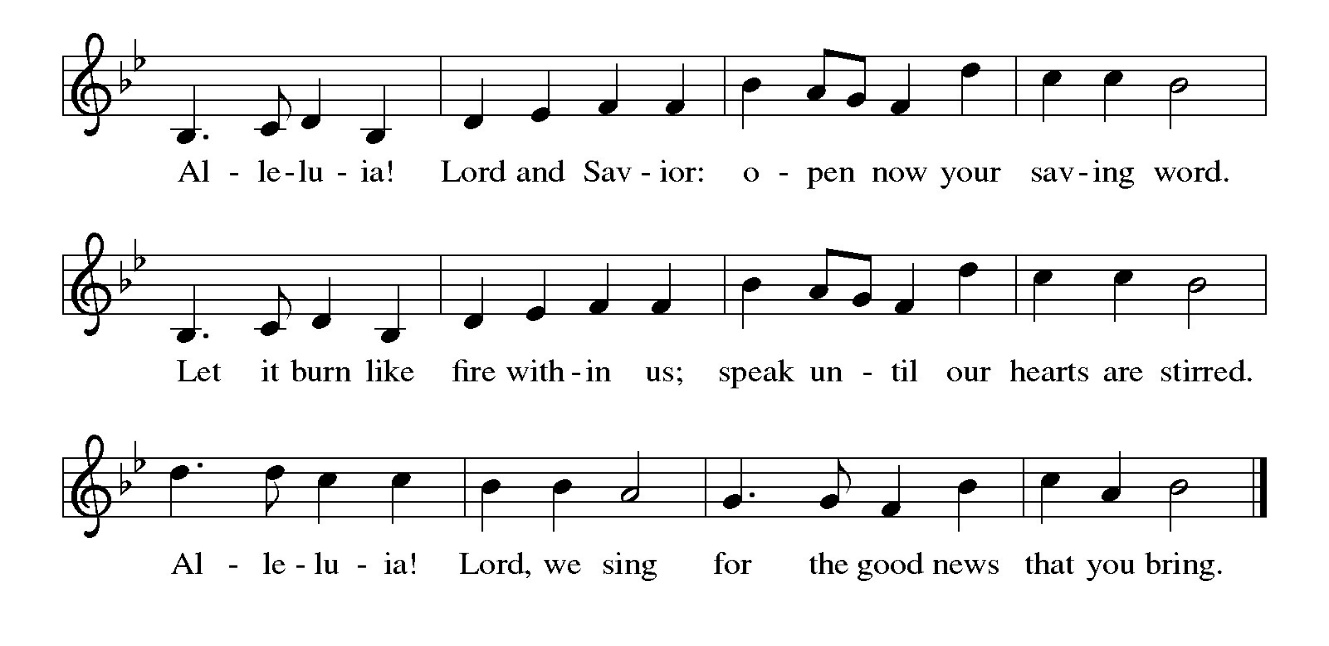 Al - le - lu - ia! Lord and Sav - ior: o - pen now your sav - ing word.
Let it burn like fire with - in us; speak un - til our hearts are stirred.
Al - le - lu - ia! Lord, we sing for the good news that you bring.